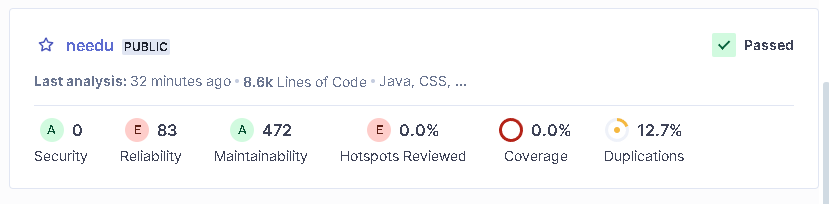 needu PUBLIC Passed
Last analysis: 32 minutes ago • 8.6k Lines of Code • Java, CSS, ...
A 0 E 83 A 472 E 0.0% 0.0% 12.7%
Security Reliability Maintainability Hotspots Reviewed Coverage Duplications